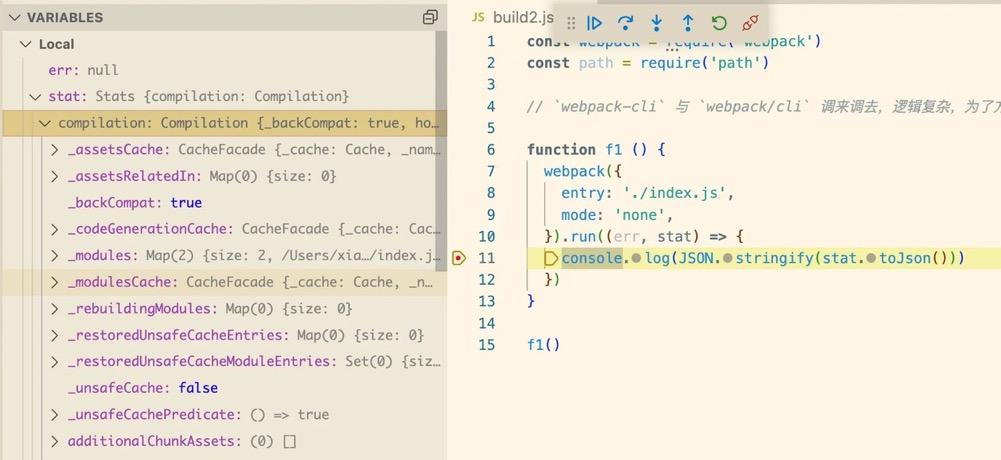 VARIABLES
Local
err: null
stat: Stats {compilation: Compilation}
compilation: Compilation {_backCompat: true, ho…
_assetsCache: CacheFacade {_cache: Cache, _nam…
_assetsRelatedIn: Map(0) {size: 0}
_backCompat: true
_codeGenerationCache: CacheFacade {_cache: Cac…
_modules: Map(2) {size: 2, /Users/xia…/index.j…
_modulesCache: CacheFacade {_cache: Cache, _n…
_rebuildingModules: Map(0) {size: 0}
_restoredUnsafeCacheEntries: Map(0) {size: 0}
_restoredUnsafeCacheModuleEntries: Set(0) {siz…
_unsafeCache: false
_unsafeCachePredicate: () => true
additionalChunkAssets: (0) []
JS build2.js
1 const webpack = require('webpack')
2 const path = require('path')
3
4 // `webpack-cli` 与 `webpack/cli` 调来调去，逻辑复杂，为了
5
6 function f1 () {
7 webpack({
8 entry: './index.js',
9 mode: 'none',
10 }).run((err, stat) => {
11 console.log(JSON.stringify(stat.toJson()))
12 })
13 }
14
15 f1()